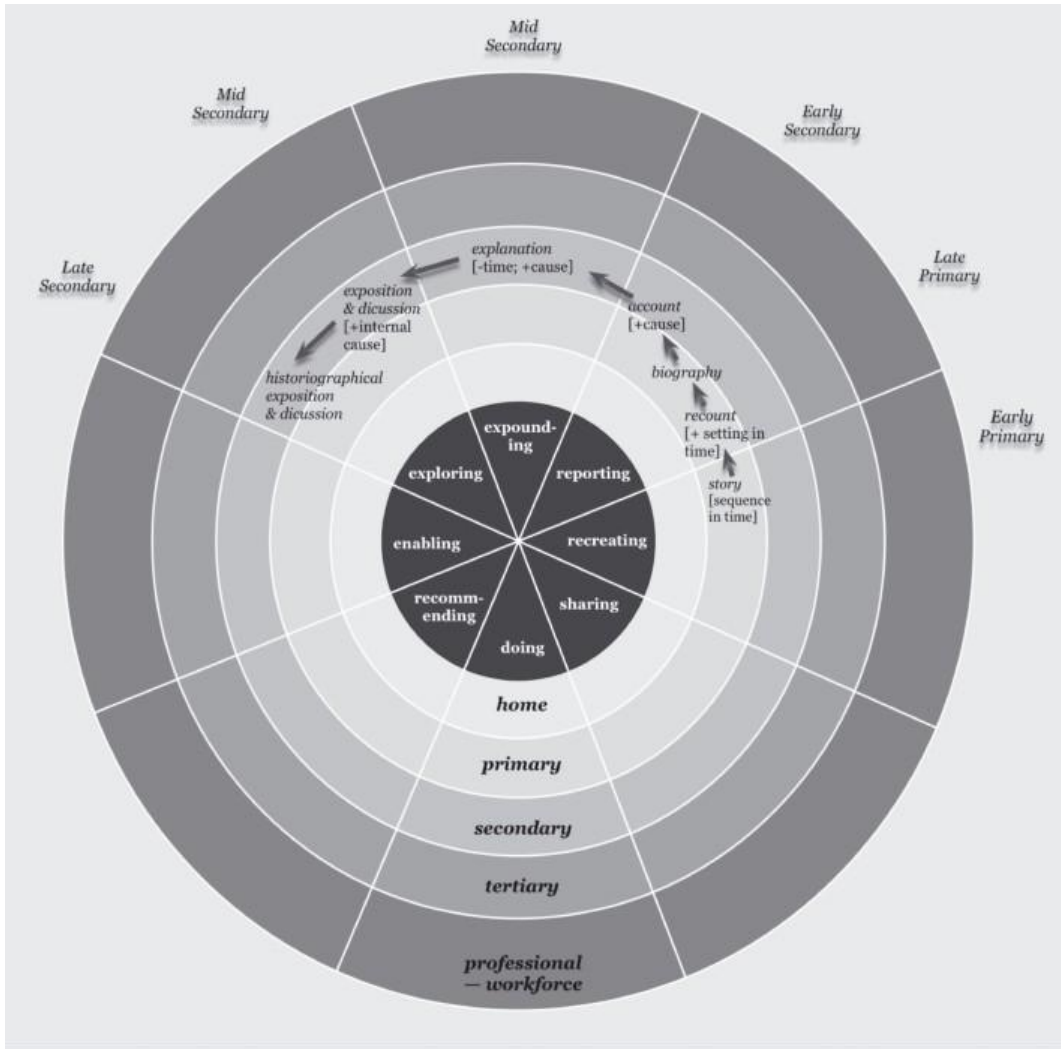 Mid
Secondary
Mid
Secondary
Early
Secondary
Late
Secondary
Late
Primary
Early
Primary
explanation
[-time; +cause]
exposition
& dicussion
[+internal
cause]
account
[+cause]
historiographical
exposition
& dicussion
biography
recount
[+ setting in
time]
story
[sequence
in time]
expound-
ing
exploring
reporting
enabling
recreating
recomm-
ending
sharing
doing
home
primary
secondary
tertiary
professional
— workforce